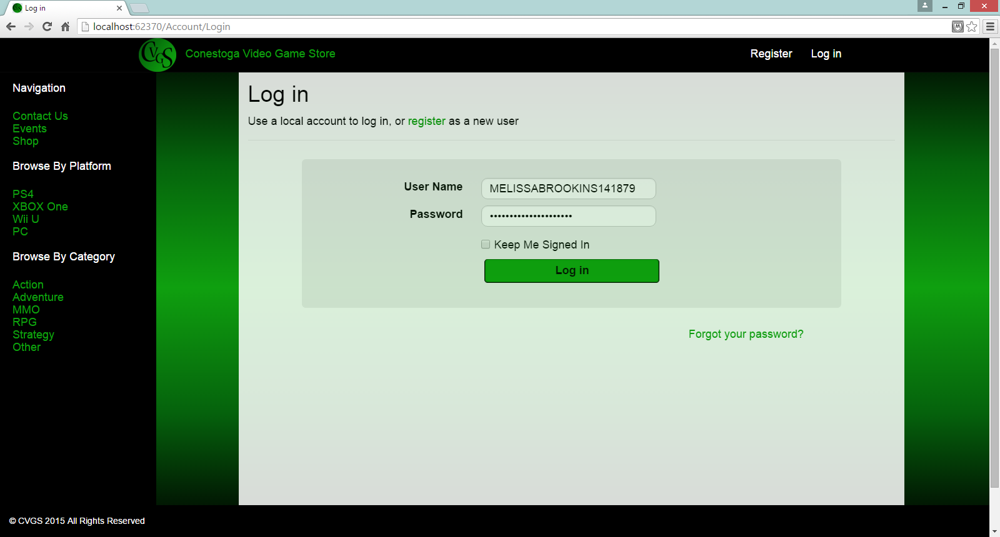 Log in
localhost:62370/Account/Login
CVGS
Conestoga Video Game Store
Register
Log in
Navigation
Contact Us
Events
Shop
Browse By Platform
PS4
XBOX One
Wii U
PC
Browse By Category
Action
Adventure
MMO
RPG
Strategy
Other
Log in
Use a local account to log in, or register as a new user
User Name
MELISSABROOKINS141879
Password
•••••••••••••••••••••
Keep Me Signed In
Log in
Forgot your password?
© CVGS 2015 All Rights Reserved